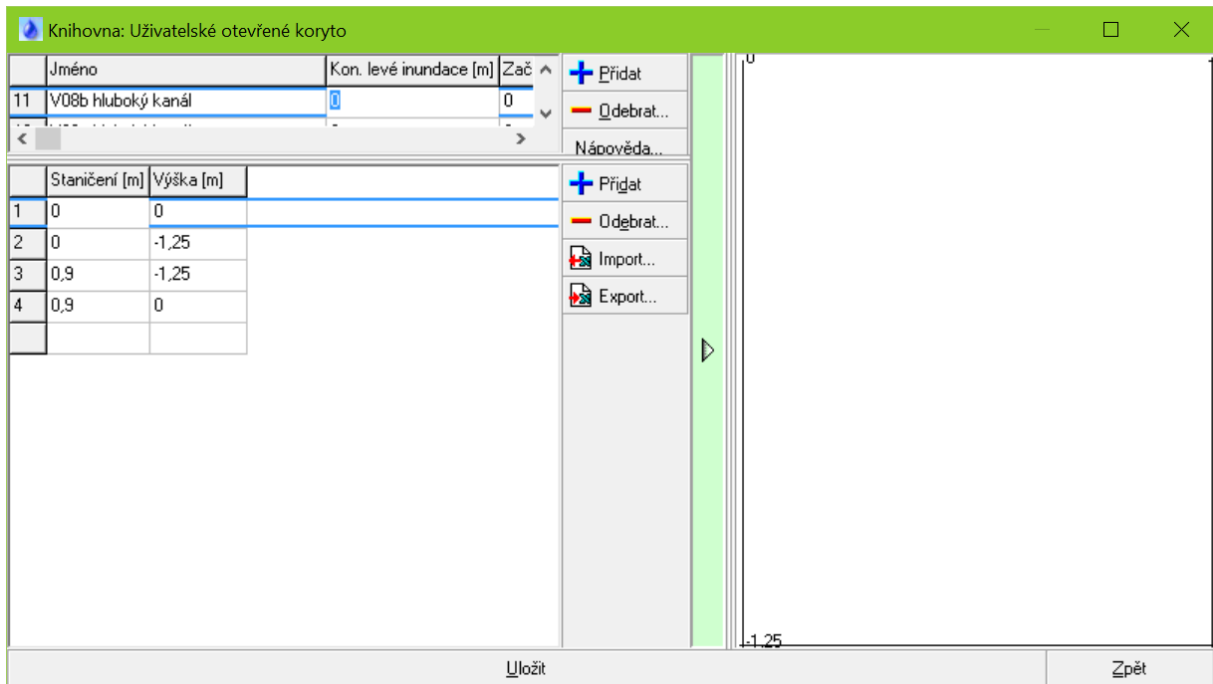 Knihovna: Uživatelské otevřené koryto
Jméno Kon. levé inundace [m] Zač
11 V08b hluboký kanál 0 0
Přidat
Odebrat...
Nápověda...
Staničení [m] Výška [m]
1 0 0
2 0 -1,25
3 0,9 -1,25
4 0,9 0
Přidat
Odebrat...
Import...
Export...
0
-1.25
Uložit Zpět